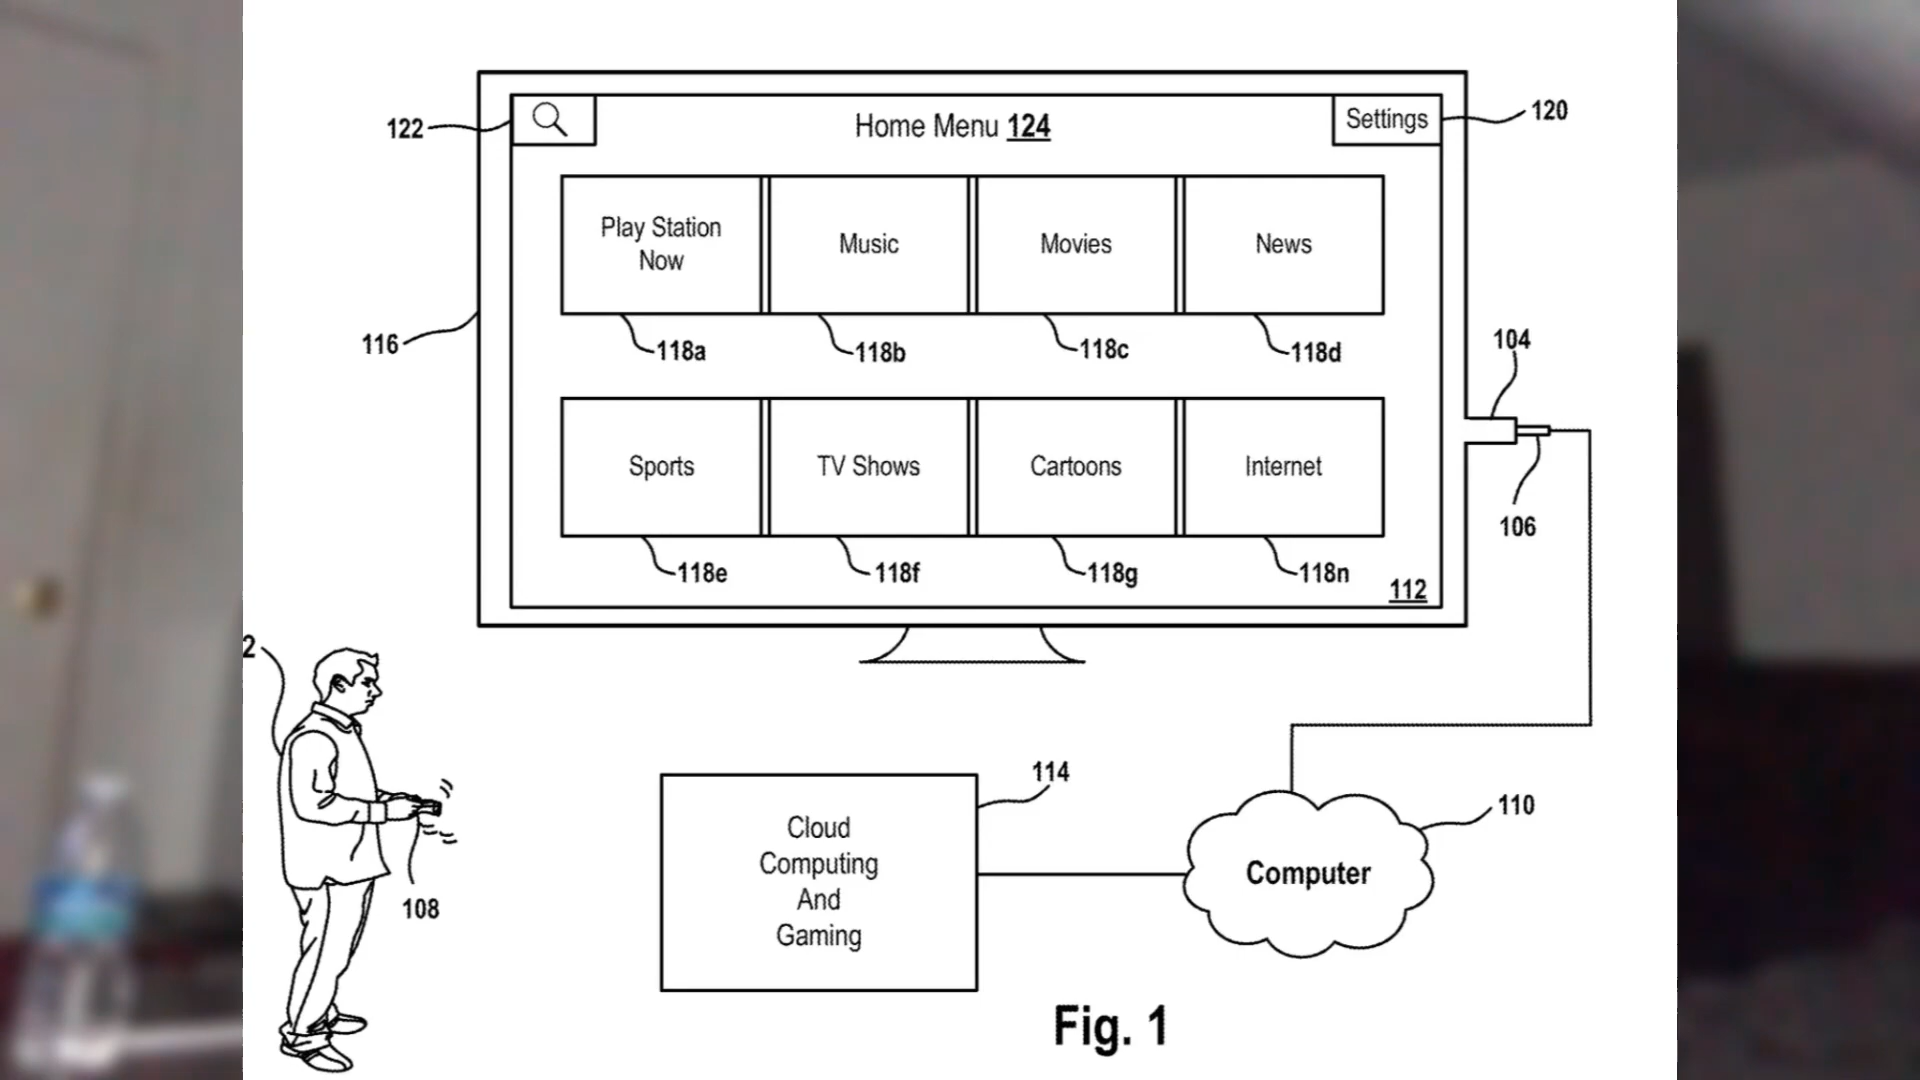 122
Home Menu 124
Settings
120
Play Station
Now
Music
Movies
News
116
118a
118b
118c
118d
104
Sports
TV Shows
Cartoons
Internet
106
118e
118f
118g
118n
112
2
108
114
Cloud
Computing
And
Gaming
110
Computer
Fig. 1